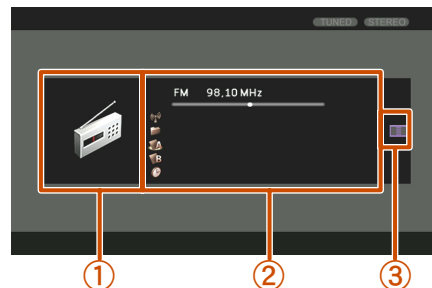 TUNED STEREO
FM 98,10 MHz
A
B
① ② ③